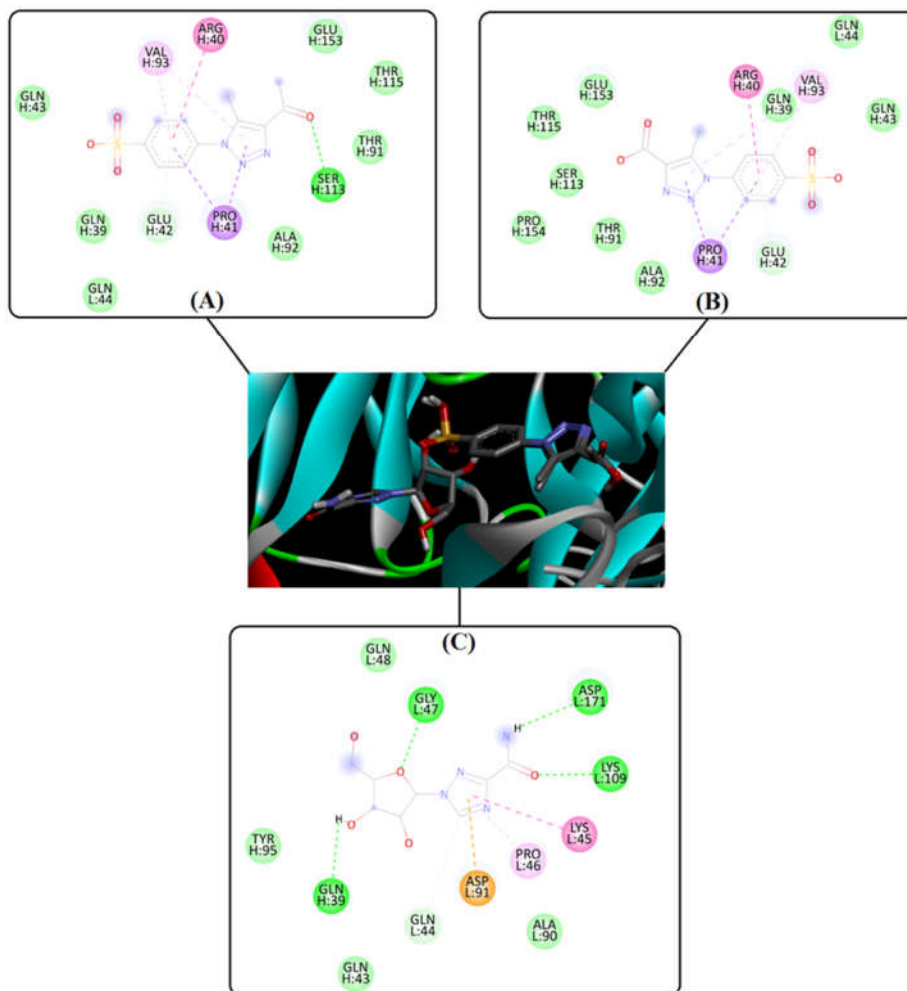 ARG
H:40
GLU
H:153
VAL
H:93
THR
H:115
GLN
H:43
THR
H:91
SER
H:113
GLN
H:39
GLU
H:42
PRO
H:41
ALA
H:92
GLN
L:44
O
S
O
O
N
N
N
O
(A)
GLN
L:44
ARG
H:40
VAL
H:93
GLU
H:153
GLN
H:39
GLN
H:43
THR
H:115
SER
H:113
PRO
H:154
THR
H:91
PRO
H:41
GLU
H:42
ALA
H:92
O
O
N
N
N
S
O
O
O
(B)
(C)
GLN
L:48
GLY
L:47
ASP
L:171
LYS
L:109
LYS
L:45
TYR
H:95
PRO
L:46
GLN
H:39
ASP
L:91
GLN
L:44
ALA
L:90
GLN
H:43
O
O
H
O
O
N
N
N
N
H
O